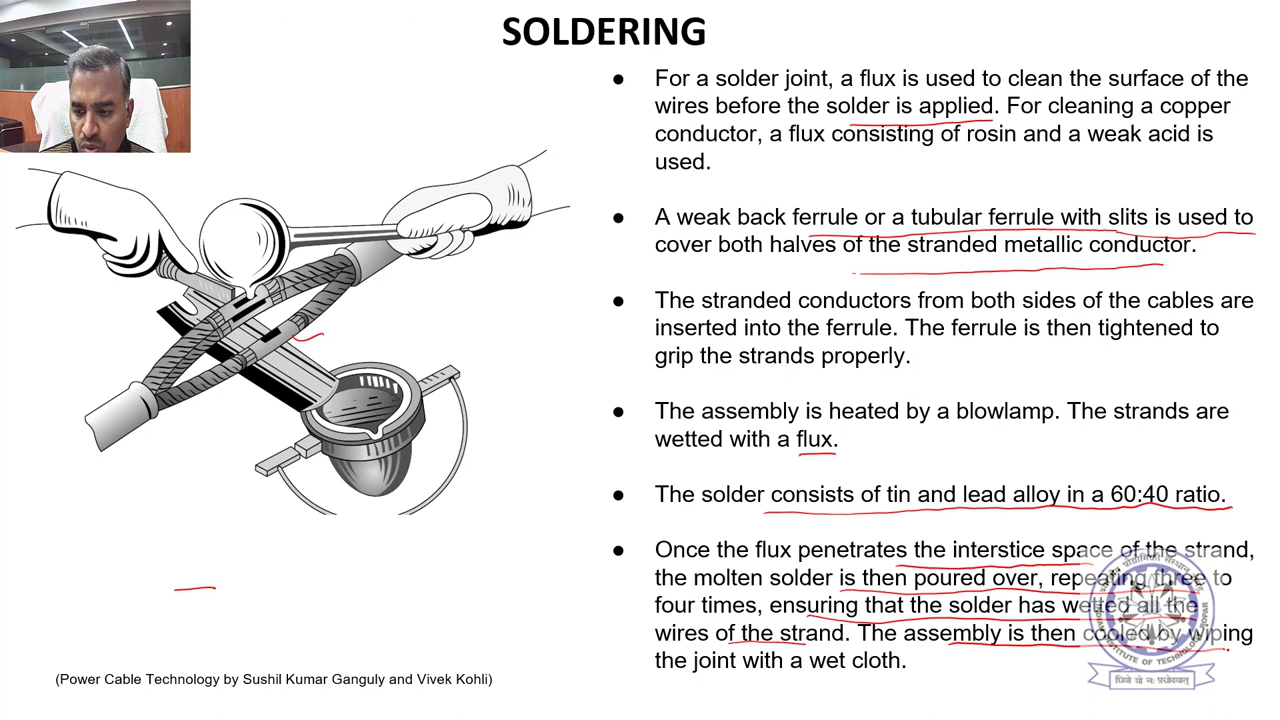 SOLDERING
● For a solder joint, a flux is used to clean the surface of the
wires before the solder is applied. For cleaning a copper
conductor, a flux consisting of rosin and a weak acid is
used.
● A weak back ferrule or a tubular ferrule with slits is used to
cover both halves of the stranded metallic conductor.
● The stranded conductors from both sides of the cables are
inserted into the ferrule. The ferrule is then tightened to
grip the strands properly.
● The assembly is heated by a blowlamp. The strands are
wetted with a flux.
● The solder consists of tin and lead alloy in a 60:40 ratio.
● Once the flux penetrates the interstice space of the strand,
the molten solder is then poured over, repeating three to
four times, ensuring that the solder has wetted all the
wires of the strand. The assembly is then cooled by wiping
the joint with a wet cloth.
(Power Cable Technology by Sushil Kumar Ganguly and Vivek Kohli)
INSTITUTE OF TECHNOLOGY ROPAR
धियो यो नः प्रचोदयात्